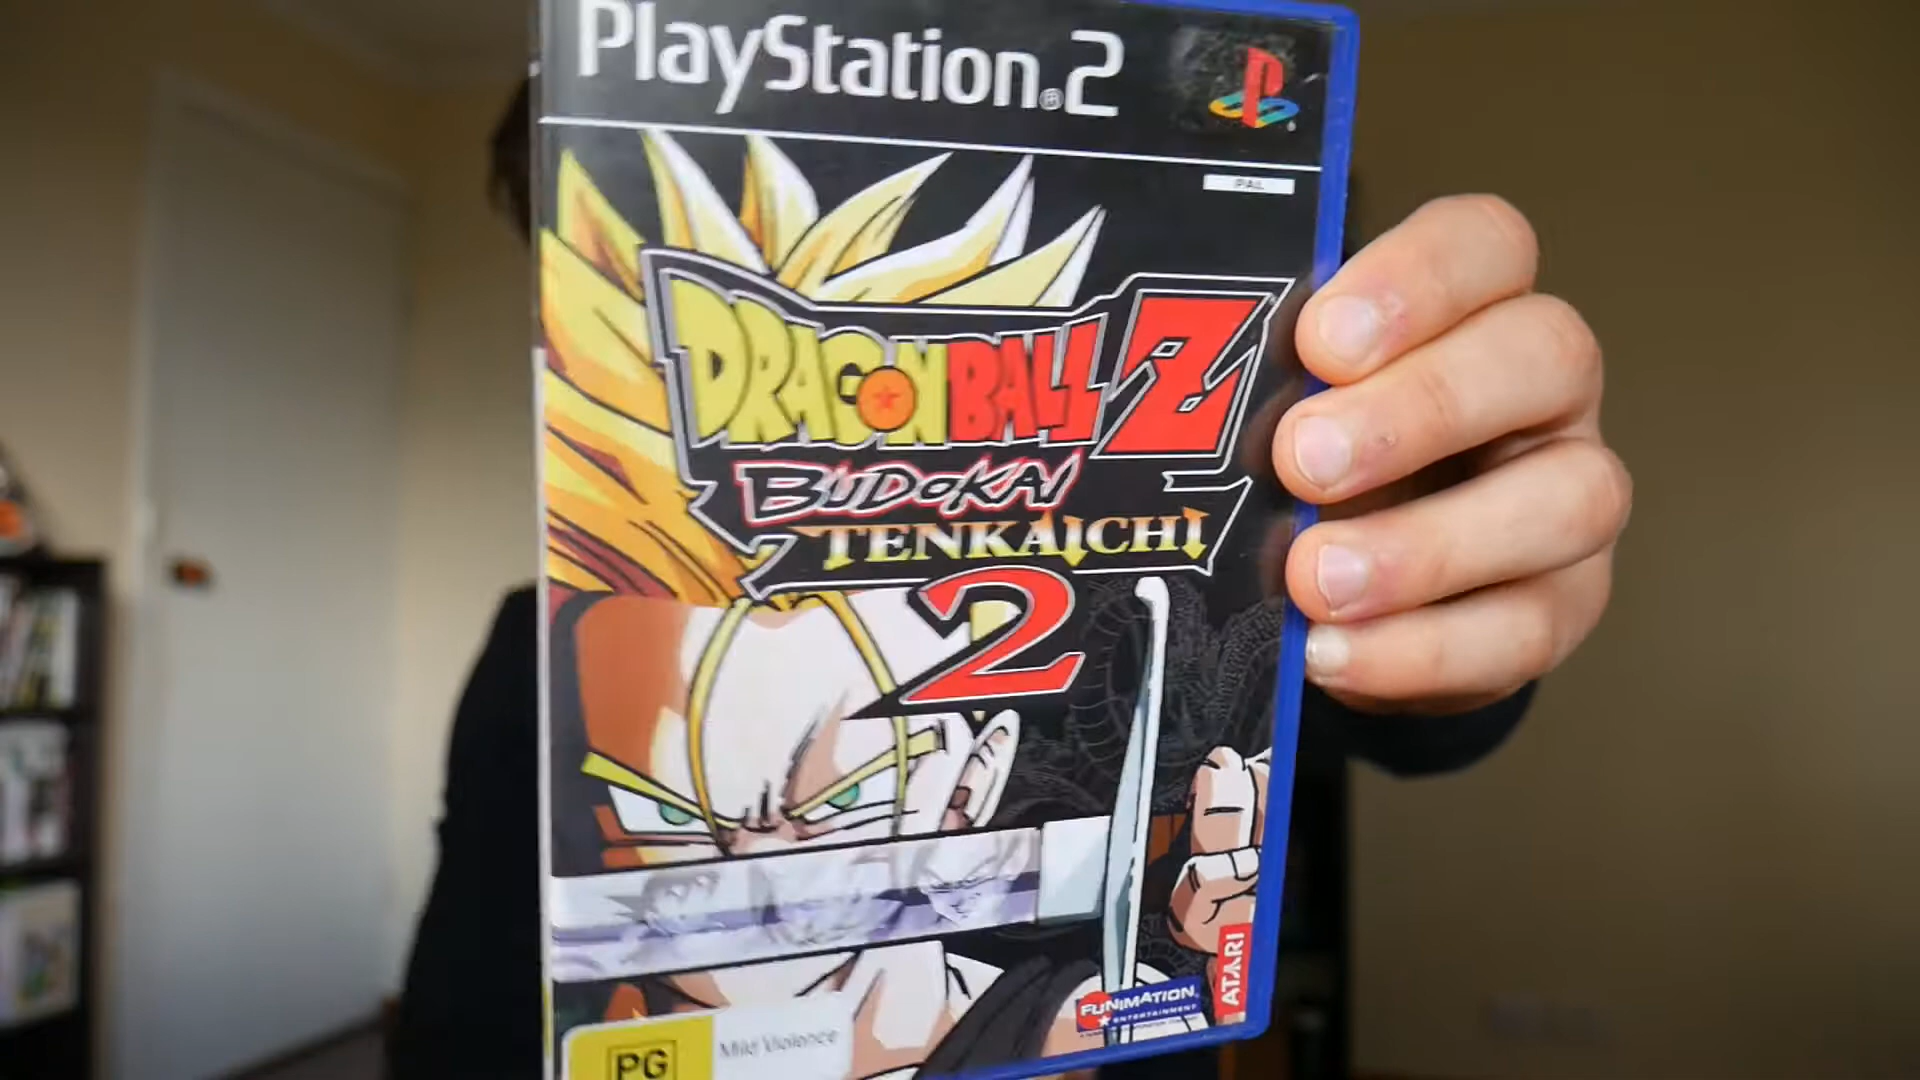 PlayStation®2
PAL
DRAGON BALL Z
BUDOKAI
TENKAICHI
2
ATARI
FUNIMATION
ENTERTAINMENT
PG
Mild Violence